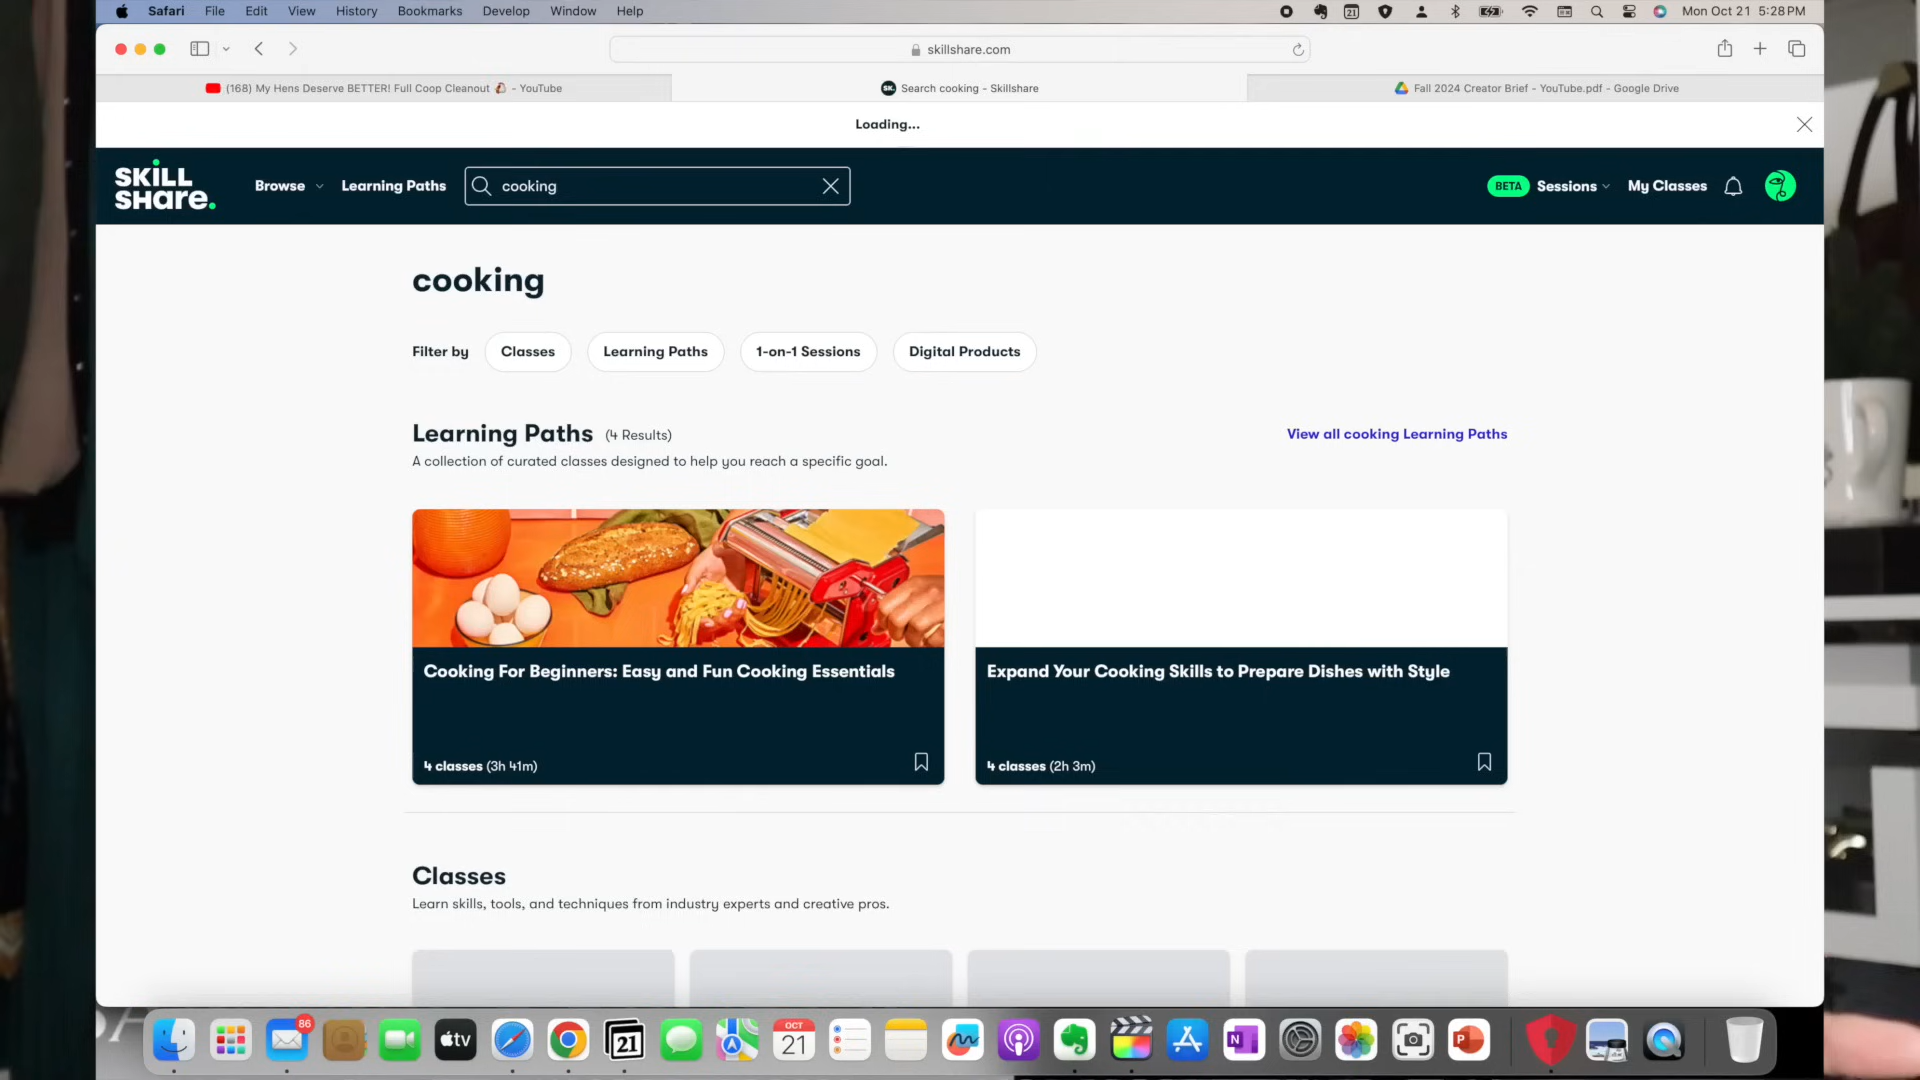 Safari File Edit View History Bookmarks Develop Window Help 21 Mon Oct 21 5:28 PM
skillshare.com
(168) My Hens Deserve BETTER! Full Coop Cleanout 🐔 - YouTube
SK. Search cooking - Skillshare
Fall 2024 Creator Brief - YouTube.pdf - Google Drive
Loading...
SKILL
SHare.
Browse Learning Paths cooking BETA Sessions My Classes
cooking
Filter by Classes Learning Paths 1-on-1 Sessions Digital Products
Learning Paths (4 Results) View all cooking Learning Paths
A collection of curated classes designed to help you reach a specific goal.
Cooking For Beginners: Easy and Fun Cooking Essentials
4 classes (3h 41m)
Expand Your Cooking Skills to Prepare Dishes with Style
4 classes (2h 3m)
Classes
Learn skills, tools, and techniques from industry experts and creative pros.
86 tv 21 OCT 21 N P